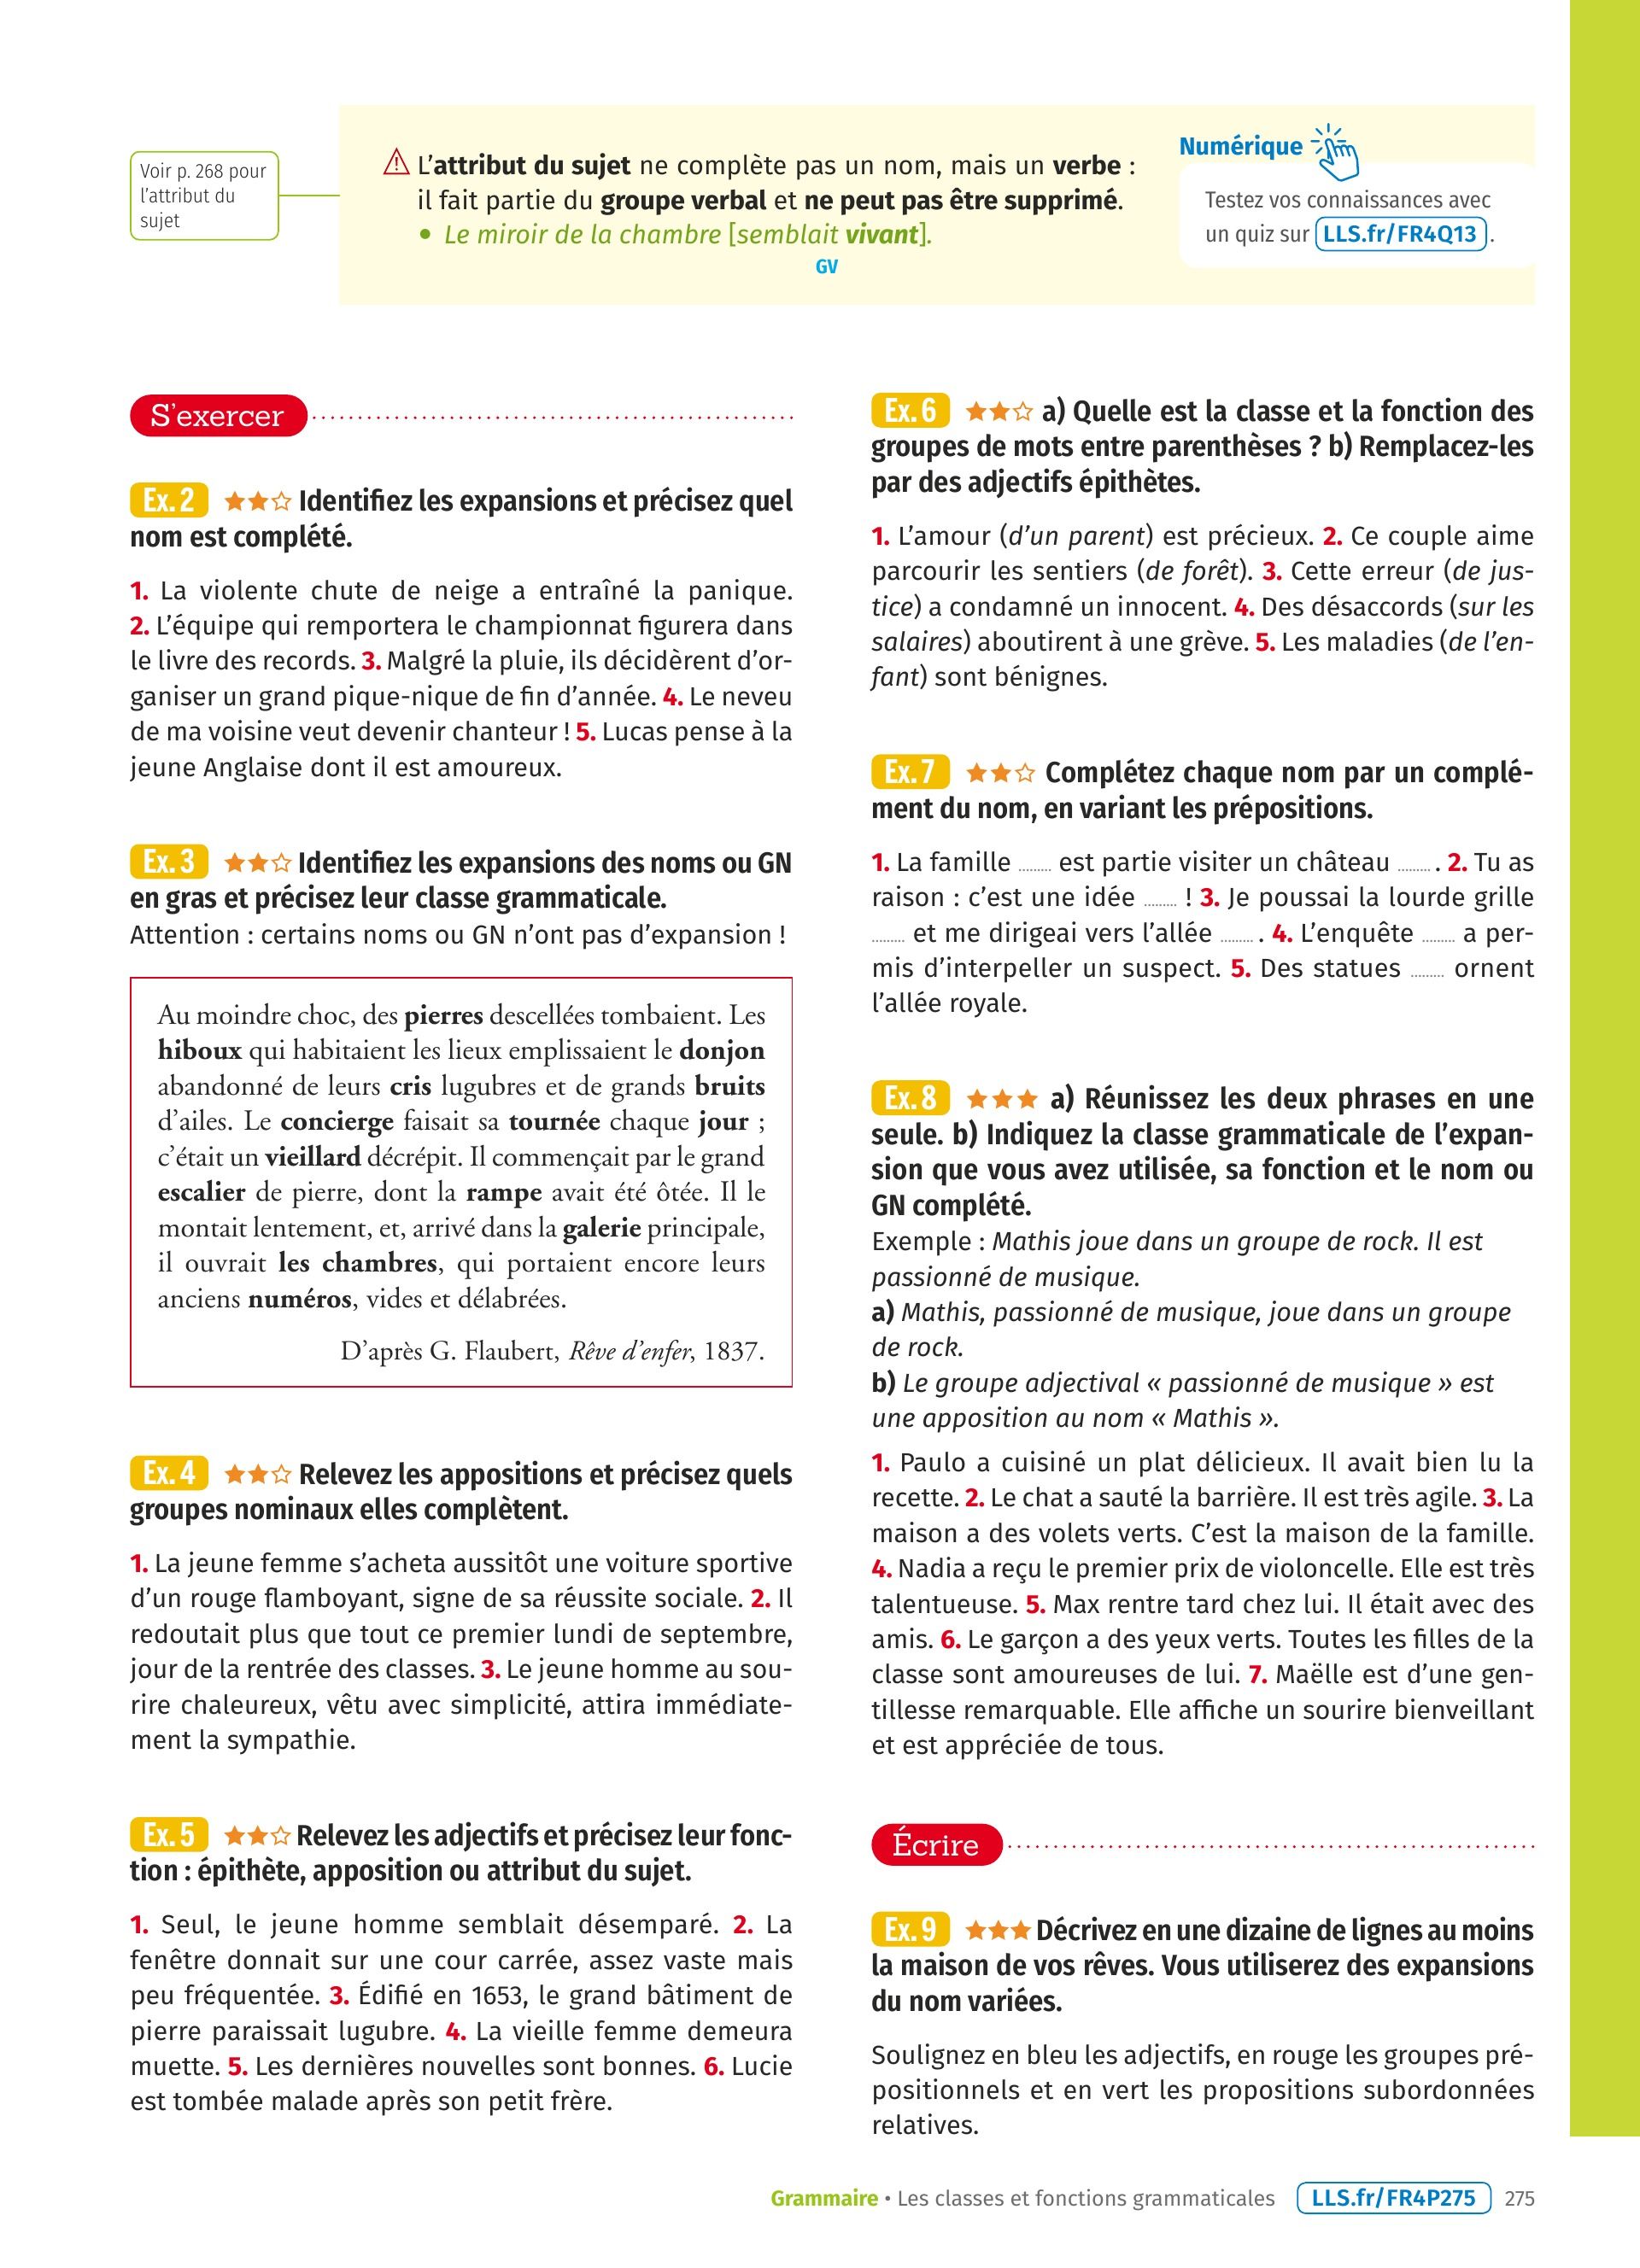 Voir p. 268 pour
l'attribut du
sujet
L'attribut du sujet ne complète pas un nom, mais un verbe :
il fait partie du groupe verbal et ne peut pas être supprimé.
• Le miroir de la chambre [semblait vivant].
GV
Numérique
Testez vos connaissances avec
un quiz sur LLS.fr/FR4Q13 .
S'exercer
Ex. 2 ★★☆ Identifiez les expansions et précisez quel
nom est complété.
1. La violente chute de neige a entraîné la panique.
2. L'équipe qui remportera le championnat figurera dans
le livre des records. 3. Malgré la pluie, ils décidèrent d'or-
ganiser un grand pique-nique de fin d'année. 4. Le neveu
de ma voisine veut devenir chanteur ! 5. Lucas pense à la
jeune Anglaise dont il est amoureux.
Ex. 3 ★★☆ Identifiez les expansions des noms ou GN
en gras et précisez leur classe grammaticale.
Attention : certains noms ou GN n'ont pas d'expansion !
Au moindre choc, des pierres descellées tombaient. Les
hiboux qui habitaient les lieux emplissaient le donjon
abandonné de leurs cris lugubres et de grands bruits
d'ailes. Le concierge faisait sa tournée chaque jour ;
c'était un vieillard décrépit. Il commençait par le grand
escalier de pierre, dont la rampe avait été ôtée. Il le
montait lentement, et, arrivé dans la galerie principale,
il ouvrait les chambres, qui portaient encore leurs
anciens numéros, vides et délabrées.
D'après G. Flaubert, Rêve d'enfer, 1837.
Ex. 4 ★★☆ Relevez les appositions et précisez quels
groupes nominaux elles complètent.
1. La jeune femme s'acheta aussitôt une voiture sportive
d'un rouge flamboyant, signe de sa réussite sociale. 2. Il
redoutait plus que tout ce premier lundi de septembre,
jour de la rentrée des classes. 3. Le jeune homme au sou-
rire chaleureux, vêtu avec simplicité, attira immédiate-
ment la sympathie.
Ex. 5 ★★☆ Relevez les adjectifs et précisez leur fonc-
tion : épithète, apposition ou attribut du sujet.
1. Seul, le jeune homme semblait désemparé. 2. La
fenêtre donnait sur une cour carrée, assez vaste mais
peu fréquentée. 3. Édifié en 1653, le grand bâtiment de
pierre paraissait lugubre. 4. La vieille femme demeura
muette. 5. Les dernières nouvelles sont bonnes. 6. Lucie
est tombée malade après son petit frère.
Ex. 6 ★★☆ a) Quelle est la classe et la fonction des
groupes de mots entre parenthèses ? b) Remplacez-les
par des adjectifs épithètes.
1. L'amour (d'un parent) est précieux. 2. Ce couple aime
parcourir les sentiers (de forêt). 3. Cette erreur (de jus-
tice) a condamné un innocent. 4. Des désaccords (sur les
salaires) aboutirent à une grève. 5. Les maladies (de l'en-
fant) sont bénignes.
Ex. 7 ★★☆ Complétez chaque nom par un complé-
ment du nom, en variant les prépositions.
1. La famille ......... est partie visiter un château ......... . 2. Tu as
raison : c'est une idée ......... ! 3. Je poussai la lourde grille
......... et me dirigeai vers l'allée ......... . 4. L'enquête ......... a per-
mis d'interpeller un suspect. 5. Des statues ......... ornent
l'allée royale.
Ex. 8 ★★★ a) Réunissez les deux phrases en une
seule. b) Indiquez la classe grammaticale de l'expan-
sion que vous avez utilisée, sa fonction et le nom ou
GN complété.
Exemple : Mathis joue dans un groupe de rock. Il est
passionné de musique.
a) Mathis, passionné de musique, joue dans un groupe
de rock.
b) Le groupe adjectival « passionné de musique » est
une apposition au nom « Mathis ».
1. Paulo a cuisiné un plat délicieux. Il avait bien lu la
recette. 2. Le chat a sauté la barrière. Il est très agile. 3. La
maison a des volets verts. C'est la maison de la famille.
4. Nadia a reçu le premier prix de violoncelle. Elle est très
talentueuse. 5. Max rentre tard chez lui. Il était avec des
amis. 6. Le garçon a des yeux verts. Toutes les filles de la
classe sont amoureuses de lui. 7. Maëlle est d'une gen-
tillesse remarquable. Elle affiche un sourire bienveillant
et est appréciée de tous.
Écrire
Ex. 9 ★★★ Décrivez en une dizaine de lignes au moins
la maison de vos rêves. Vous utiliserez des expansions
du nom variées.
Soulignez en bleu les adjectifs, en rouge les groupes pré-
positionnels et en vert les propositions subordonnées
relatives.
Grammaire • Les classes et fonctions grammaticales LLS.fr/FR4P275 275